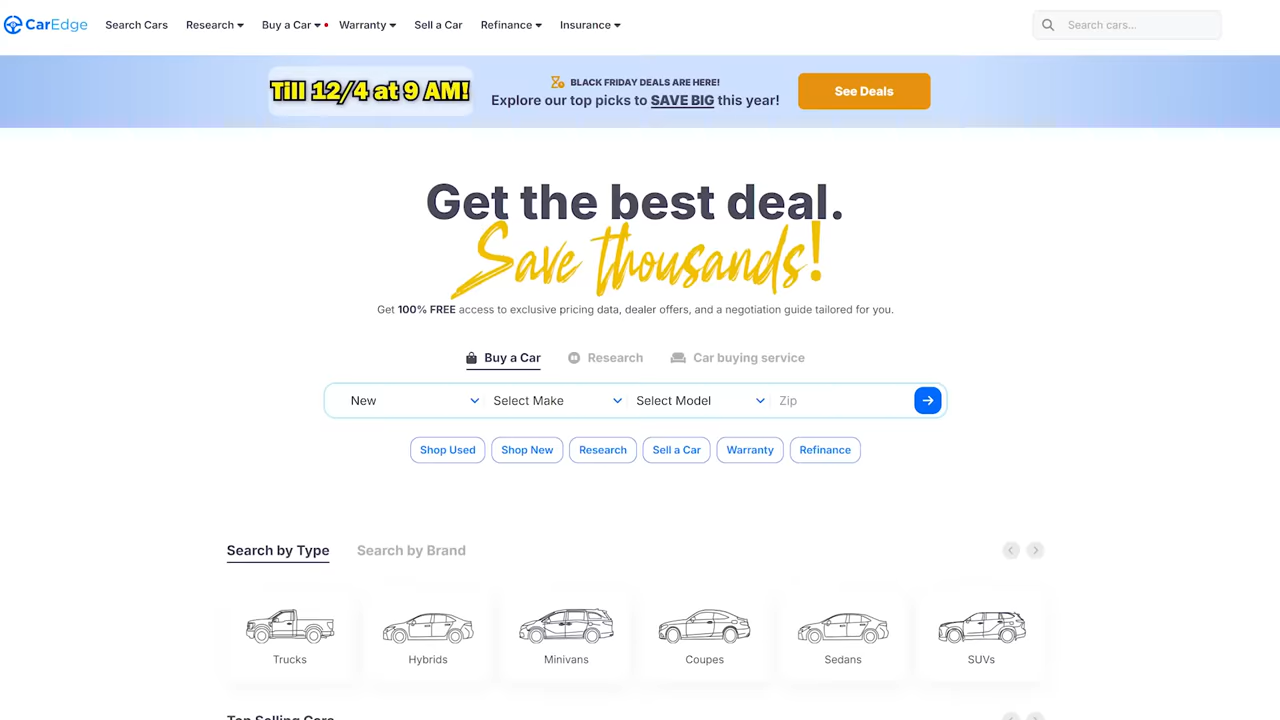 CarEdge
Search Cars
Research
Buy a Car
Warranty
Sell a Car
Refinance
Insurance
Search cars...
Till 12/4 at 9 AM!
BLACK FRIDAY DEALS ARE HERE!
Explore our top picks to SAVE BIG this year!
See Deals
Get the best deal.
Save thousands!
Get 100% FREE access to exclusive pricing data, dealer offers, and a negotiation guide tailored for you.
Buy a Car
Research
Car buying service
New
Select Make
Select Model
Zip
Shop Used
Shop New
Research
Sell a Car
Warranty
Refinance
Search by Type
Search by Brand
Trucks
Hybrids
Minivans
Coupes
Sedans
SUVs
Top Selling Cars